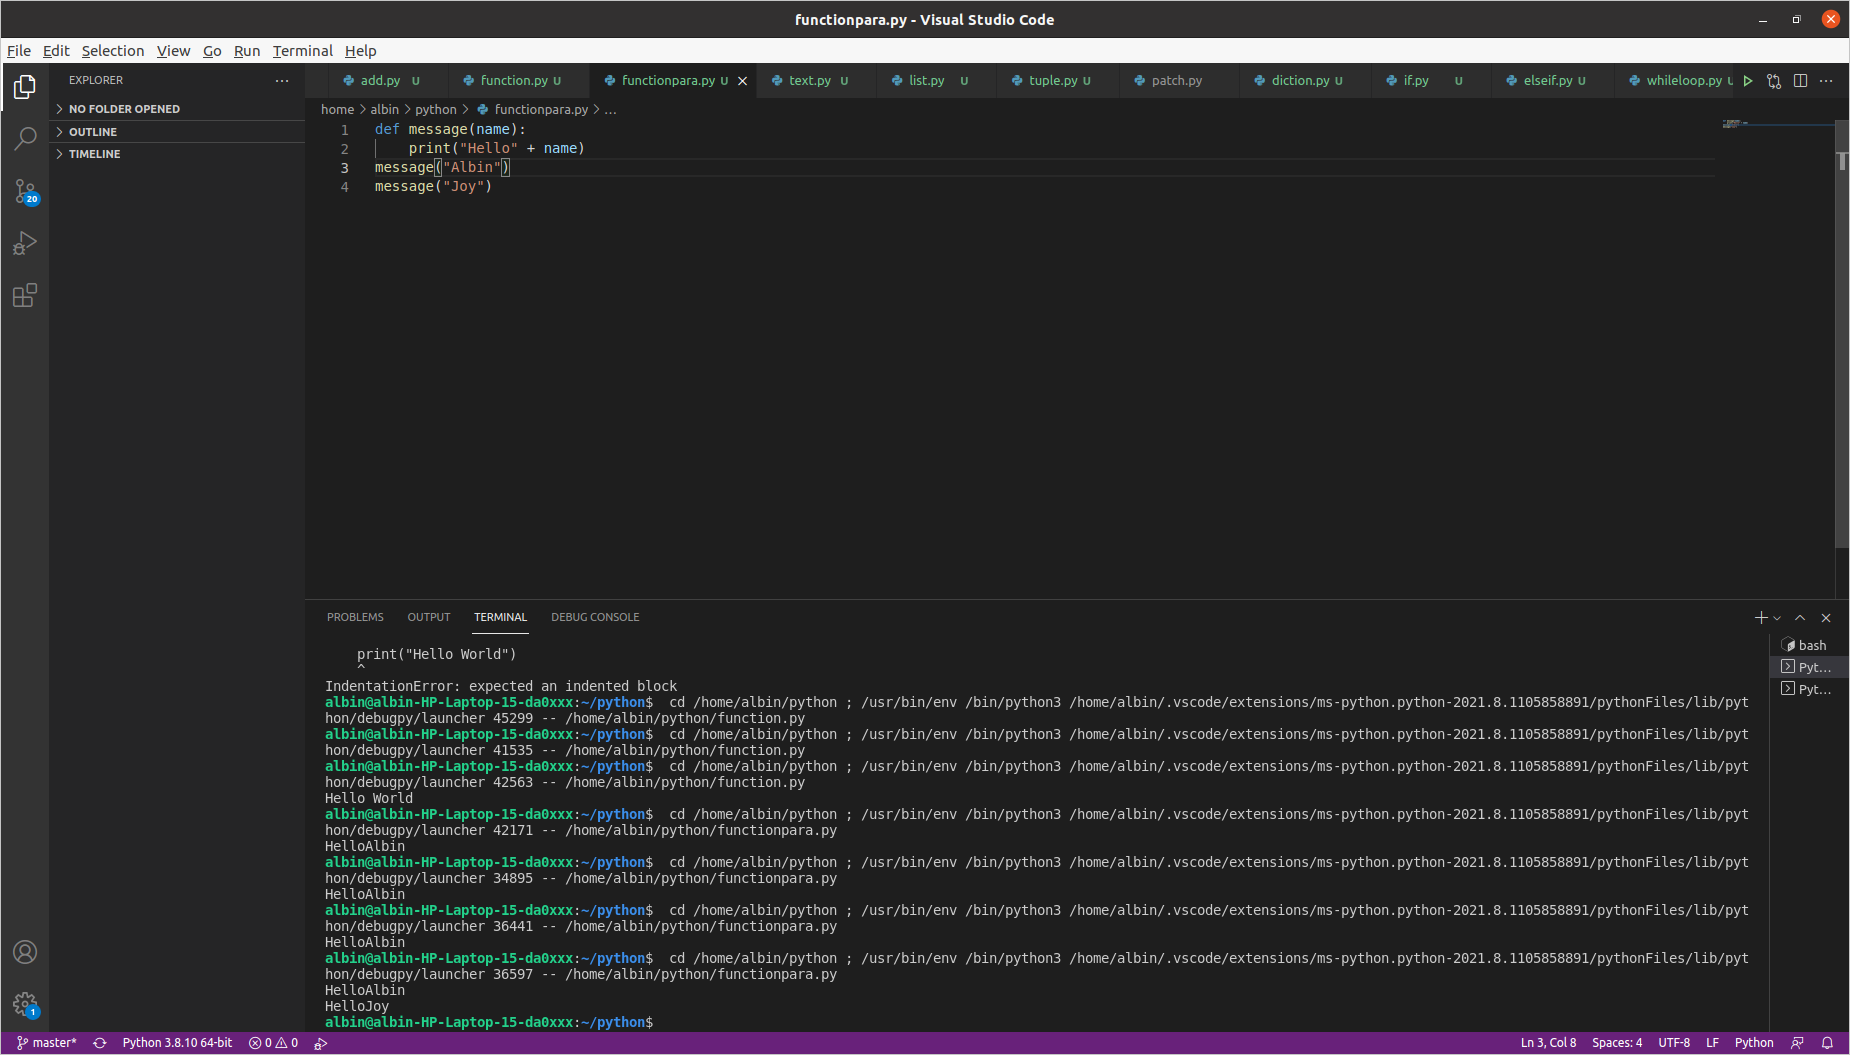 functionpara.py - Visual Studio Code
File Edit Selection View Go Run Terminal Help
EXPLORER
NO FOLDER OPENED
OUTLINE
TIMELINE
20
1
add.py U function.py U functionpara.py U text.py U list.py U tuple.py U patch.py diction.py U if.py U elseif.py U whileloop.py U
home > albin > python > functionpara.py > ...
1 def message(name):
2 print("Hello" + name)
3 message("Albin")
4 message("Joy")
PROBLEMS OUTPUT TERMINAL DEBUG CONSOLE
bash
Pyt...
Pyt...
print("Hello World")
^
IndentationError: expected an indented block
albin@albin-HP-Laptop-15-da0xxx:~/python$ cd /home/albin/python ; /usr/bin/env /bin/python3 /home/albin/.vscode/extensions/ms-python.python-2021.8.1105858891/pythonFiles/lib/pyt
hon/debugpy/launcher 45299 -- /home/albin/python/function.py
albin@albin-HP-Laptop-15-da0xxx:~/python$ cd /home/albin/python ; /usr/bin/env /bin/python3 /home/albin/.vscode/extensions/ms-python.python-2021.8.1105858891/pythonFiles/lib/pyt
hon/debugpy/launcher 41535 -- /home/albin/python/function.py
albin@albin-HP-Laptop-15-da0xxx:~/python$ cd /home/albin/python ; /usr/bin/env /bin/python3 /home/albin/.vscode/extensions/ms-python.python-2021.8.1105858891/pythonFiles/lib/pyt
hon/debugpy/launcher 42563 -- /home/albin/python/function.py
Hello World
albin@albin-HP-Laptop-15-da0xxx:~/python$ cd /home/albin/python ; /usr/bin/env /bin/python3 /home/albin/.vscode/extensions/ms-python.python-2021.8.1105858891/pythonFiles/lib/pyt
hon/debugpy/launcher 42171 -- /home/albin/python/functionpara.py
HelloAlbin
albin@albin-HP-Laptop-15-da0xxx:~/python$ cd /home/albin/python ; /usr/bin/env /bin/python3 /home/albin/.vscode/extensions/ms-python.python-2021.8.1105858891/pythonFiles/lib/pyt
hon/debugpy/launcher 34895 -- /home/albin/python/functionpara.py
HelloAlbin
albin@albin-HP-Laptop-15-da0xxx:~/python$ cd /home/albin/python ; /usr/bin/env /bin/python3 /home/albin/.vscode/extensions/ms-python.python-2021.8.1105858891/pythonFiles/lib/pyt
hon/debugpy/launcher 36441 -- /home/albin/python/functionpara.py
HelloAlbin
albin@albin-HP-Laptop-15-da0xxx:~/python$ cd /home/albin/python ; /usr/bin/env /bin/python3 /home/albin/.vscode/extensions/ms-python.python-2021.8.1105858891/pythonFiles/lib/pyt
hon/debugpy/launcher 36597 -- /home/albin/python/functionpara.py
HelloAlbin
HelloJoy
albin@albin-HP-Laptop-15-da0xxx:~/python$
master* Python 3.8.10 64-bit 0 0 Ln 3, Col 8 Spaces: 4 UTF-8 LF Python